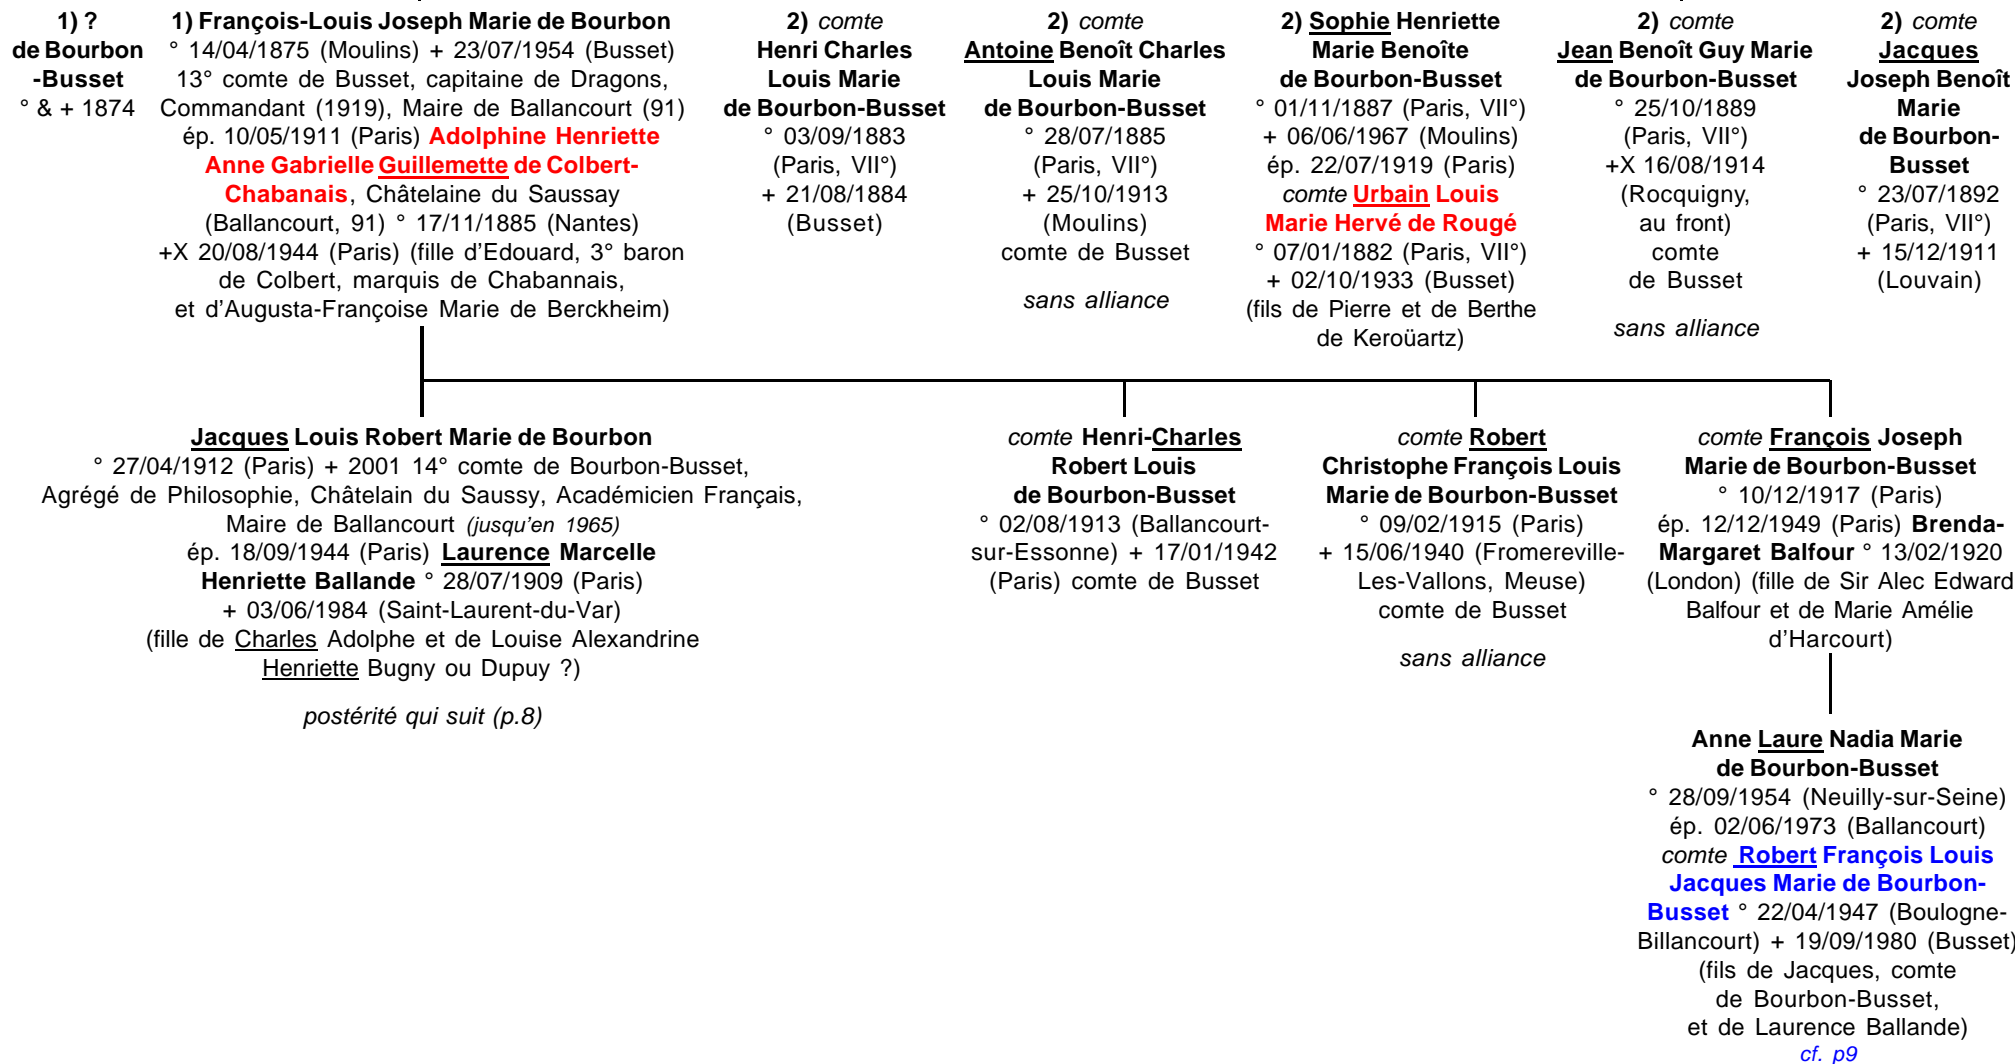 1) ?
de Bourbon
-Busset
° & + 1874
1) François-Louis Joseph Marie de Bourbon
° 14/04/1875 (Moulins) + 23/07/1954 (Busset)
13° comte de Busset, capitaine de Dragons,
Commandant (1919), Maire de Ballancourt (91)
ép. 10/05/1911 (Paris) Adolphine Henriette
Anne Gabrielle Guillemette de Colbert-
Chabanais, Châtelaine du Saussay
(Ballancourt, 91) ° 17/11/1885 (Nantes)
+X 20/08/1944 (Paris) (fille d'Edouard, 3° baron
de Colbert, marquis de Chabannais,
et d'Augusta-Françoise Marie de Berckheim)
2) comte
Henri Charles
Louis Marie
de Bourbon-Busset
° 03/09/1883
(Paris, VII°)
+ 21/08/1884
(Busset)
2) comte
Antoine Benoît Charles
Louis Marie
de Bourbon-Busset
° 28/07/1885
(Paris, VII°)
+ 25/10/1913
(Moulins)
comte de Busset
sans alliance
2) Sophie Henriette
Marie Benoîte
de Bourbon-Busset
° 01/11/1887 (Paris, VII°)
+ 06/06/1967 (Moulins)
ép. 22/07/1919 (Paris)
comte Urbain Louis
Marie Hervé de Rougé
° 07/01/1882 (Paris, VII°)
+ 02/10/1933 (Busset)
(fils de Pierre et de Berthe
de Keroüartz)
2) comte
Jean Benoît Guy Marie
de Bourbon-Busset
° 25/10/1889
(Paris, VII°)
+X 16/08/1914
(Rocquigny,
au front)
comte
de Busset
sans alliance
2) comte
Jacques
Joseph Benoît
Marie
de Bourbon-
Busset
° 23/07/1892
(Paris, VII°)
+ 15/12/1911
(Louvain)
Jacques Louis Robert Marie de Bourbon
° 27/04/1912 (Paris) + 2001 14° comte de Bourbon-Busset,
Agrégé de Philosophie, Châtelain du Saussy, Académicien Français,
Maire de Ballancourt (jusqu'en 1965)
ép. 18/09/1944 (Paris) Laurence Marcelle
Henriette Ballande ° 28/07/1909 (Paris)
+ 03/06/1984 (Saint-Laurent-du-Var)
(fille de Charles Adolphe et de Louise Alexandrine
Henriette Bugny ou Dupuy ?)
postérité qui suit (p.8)
comte Henri-Charles
Robert Louis
de Bourbon-Busset
° 02/08/1913 (Ballancourt-
sur-Essonne) + 17/01/1942
(Paris) comte de Busset
comte Robert
Christophe François Louis
Marie de Bourbon-Busset
° 09/02/1915 (Paris)
+ 15/06/1940 (Fromereville-
Les-Vallons, Meuse)
comte de Busset
sans alliance
comte François Joseph
Marie de Bourbon-Busset
° 10/12/1917 (Paris)
ép. 12/12/1949 (Paris) Brenda-
Margaret Balfour ° 13/02/1920
(London) (fille de Sir Alec Edward
Balfour et de Marie Amélie
d'Harcourt)
Anne Laure Nadia Marie
de Bourbon-Busset
° 28/09/1954 (Neuilly-sur-Seine)
ép. 02/06/1973 (Ballancourt)
comte Robert François Louis
Jacques Marie de Bourbon-
Busset ° 22/04/1947 (Boulogne-
Billancourt) + 19/09/1980 (Busset)
(fils de Jacques, comte
de Bourbon-Busset,
et de Laurence Ballande)
cf. p9